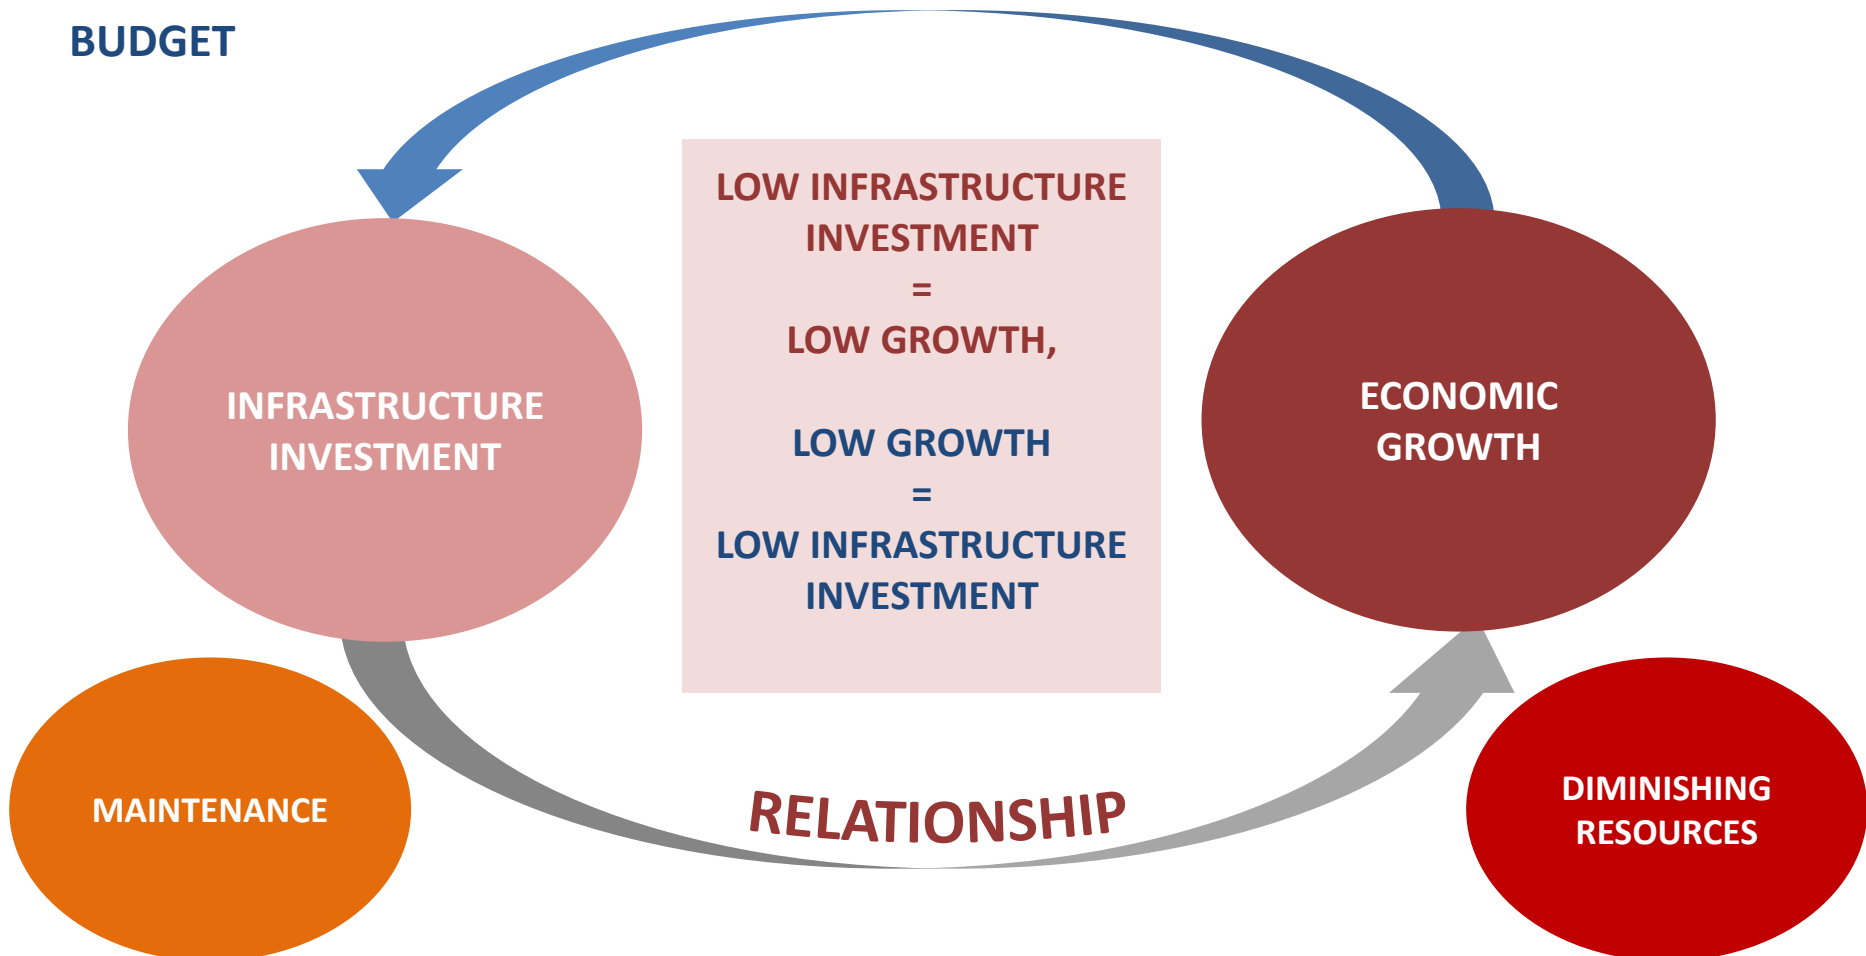 BUDGET
LOW INFRASTRUCTURE
INVESTMENT
=
LOW GROWTH,
LOW GROWTH
=
LOW INFRASTRUCTURE
INVESTMENT
INFRASTRUCTURE
INVESTMENT
ECONOMIC
GROWTH
MAINTENANCE
RELATIONSHIP
DIMINISHING
RESOURCES